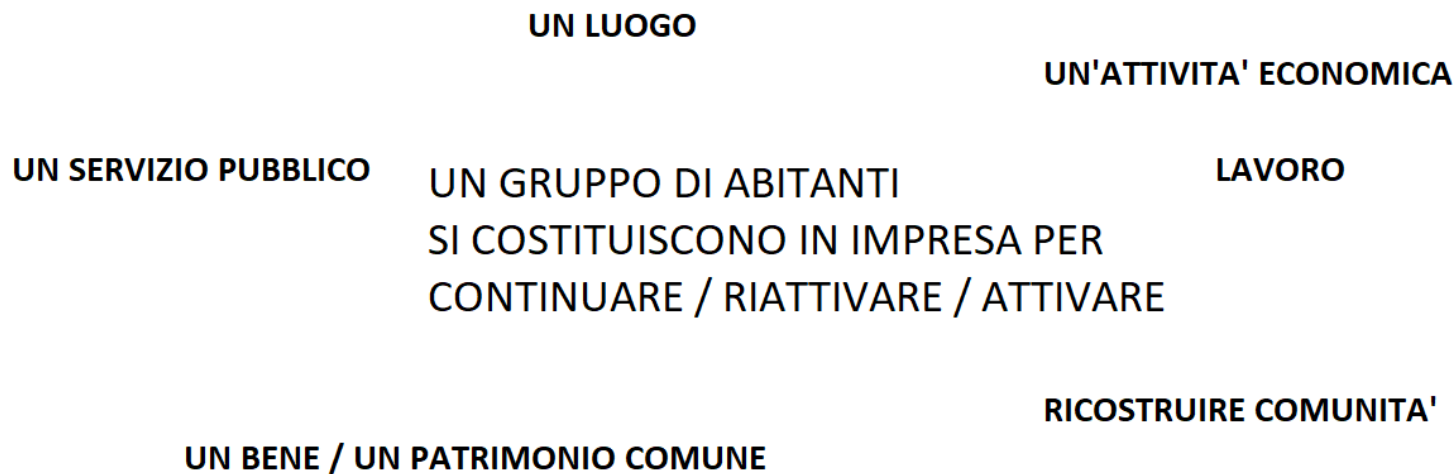 UN LUOGO
UN'ATTIVITA' ECONOMICA
UN SERVIZIO PUBBLICO
LAVORO
UN GRUPPO DI ABITANTI
SI COSTITUISCONO IN IMPRESA PER
CONTINUARE / RIATTIVARE / ATTIVARE
RICOSTRUIRE COMUNITA'
UN BENE / UN PATRIMONIO COMUNE